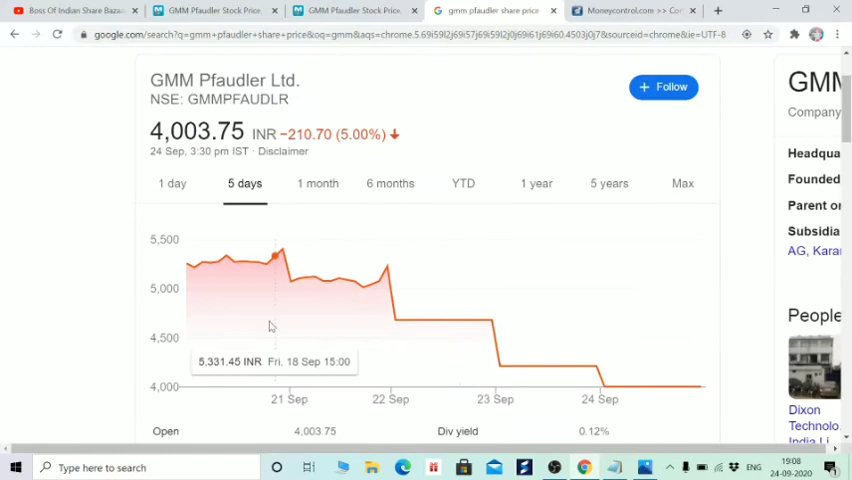 Boss Of Indian Share Bazaa
GMM Pfaudler Stock Price,
GMM Pfaudler Stock Price,
gmm pfaudler share price
Moneycontrol.com >> Co
google.com/search?q=gmm+pfaudler+share+price&oq=gmm&aqs=chrome.5.69i59l2j0j69i57j69i59l2j0j69i61j69i60.4503j0j7&sourceid=chrome&ie=UTF-8
GMM Pfaudler Ltd.
NSE: GMMPFAUDLR
+ Follow
4,003.75 INR −210.70 (5.00%)
24 Sep, 3:30 pm IST · Disclaimer
1 day 5 days 1 month 6 months YTD 1 year 5 years Max
5,500
5,000
4,500
4,000
5,331.45 INR Fri, 18 Sep 15:00
21 Sep 22 Sep 23 Sep 24 Sep
Open 4,003.75 Div yield 0.12%
GMM
Company
Headqua
Founded
Parent or
Subsidia
AG, Karar
People
Dixon
Technolo.
India Li
Type here to search
ENG
19:08
24-09-2020